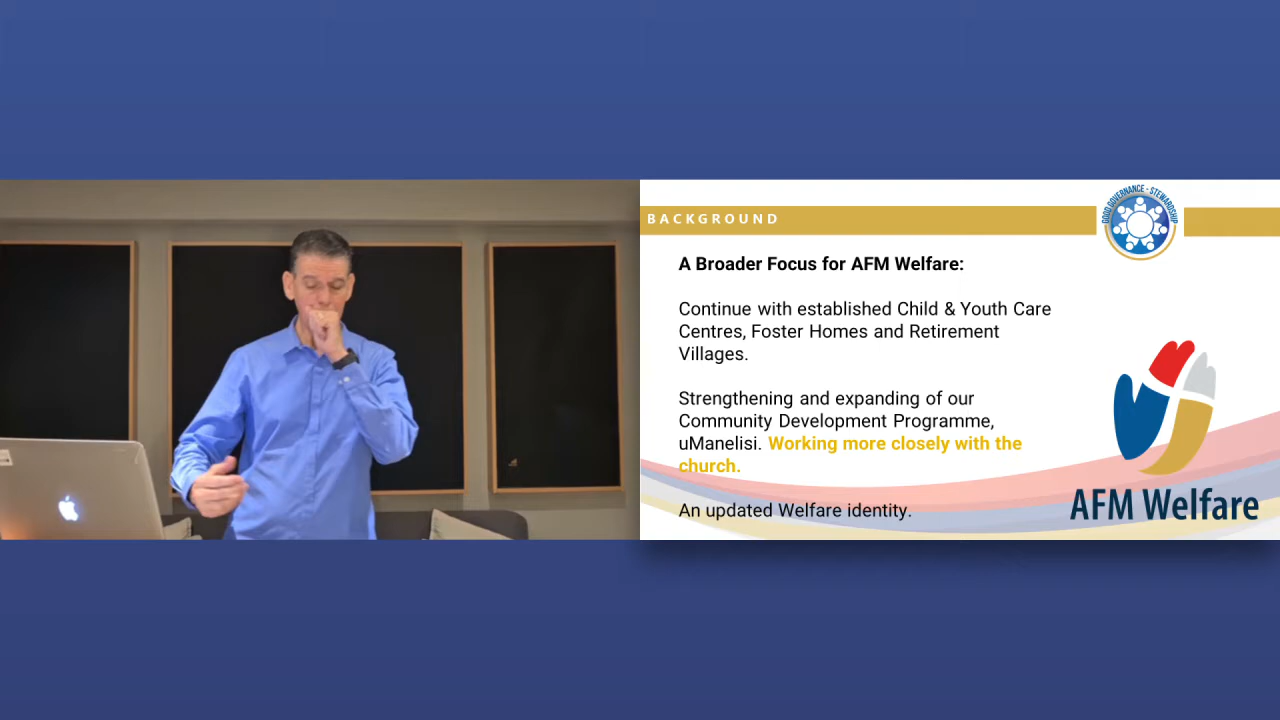 BACKGROUND
GOOD GOVERNANCE - STEWARDSHIP
A Broader Focus for AFM Welfare:
Continue with established Child & Youth Care
Centres, Foster Homes and Retirement
Villages.
Strengthening and expanding of our
Community Development Programme,
uManelisi. Working more closely with the
church.
An updated Welfare identity.
AFM Welfare